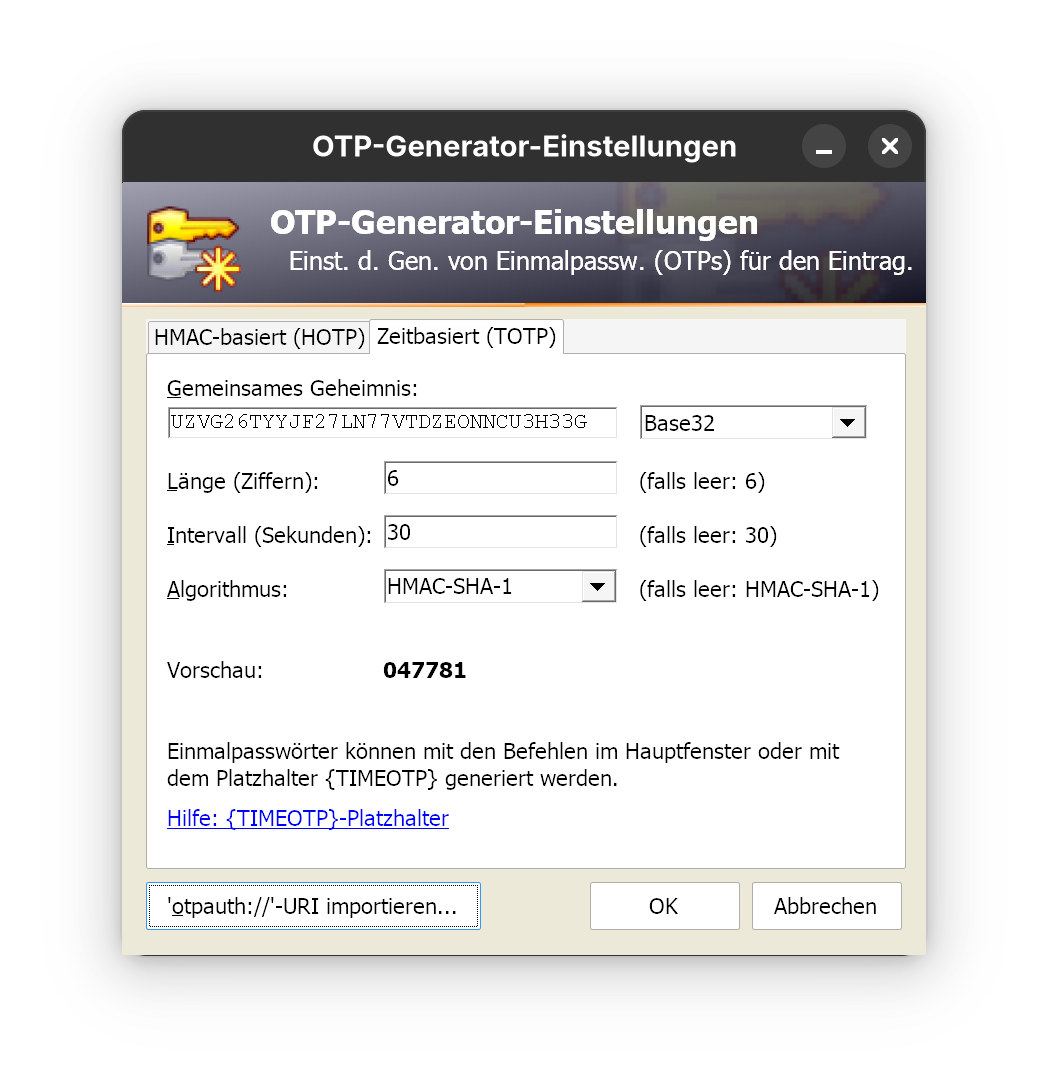 OTP-Generator-Einstellungen
OTP-Generator-Einstellungen
Einst. d. Gen. von Einmalpassw. (OTPs) für den Eintrag.
HMAC-basiert (HOTP) Zeitbasiert (TOTP)
Gemeinsames Geheimnis:
UZVG26TYYJF27LN77VTDZEONNCU3H33G Base32
Länge (Ziffern): 6 (falls leer: 6)
Intervall (Sekunden): 30 (falls leer: 30)
Algorithmus: HMAC-SHA-1 (falls leer: HMAC-SHA-1)
Vorschau: 047781
Einmalpasswörter können mit den Befehlen im Hauptfenster oder mit
dem Platzhalter {TIMEOTP} generiert werden.
Hilfe: {TIMEOTP}-Platzhalter
'otpauth://'-URI importieren... OK Abbrechen